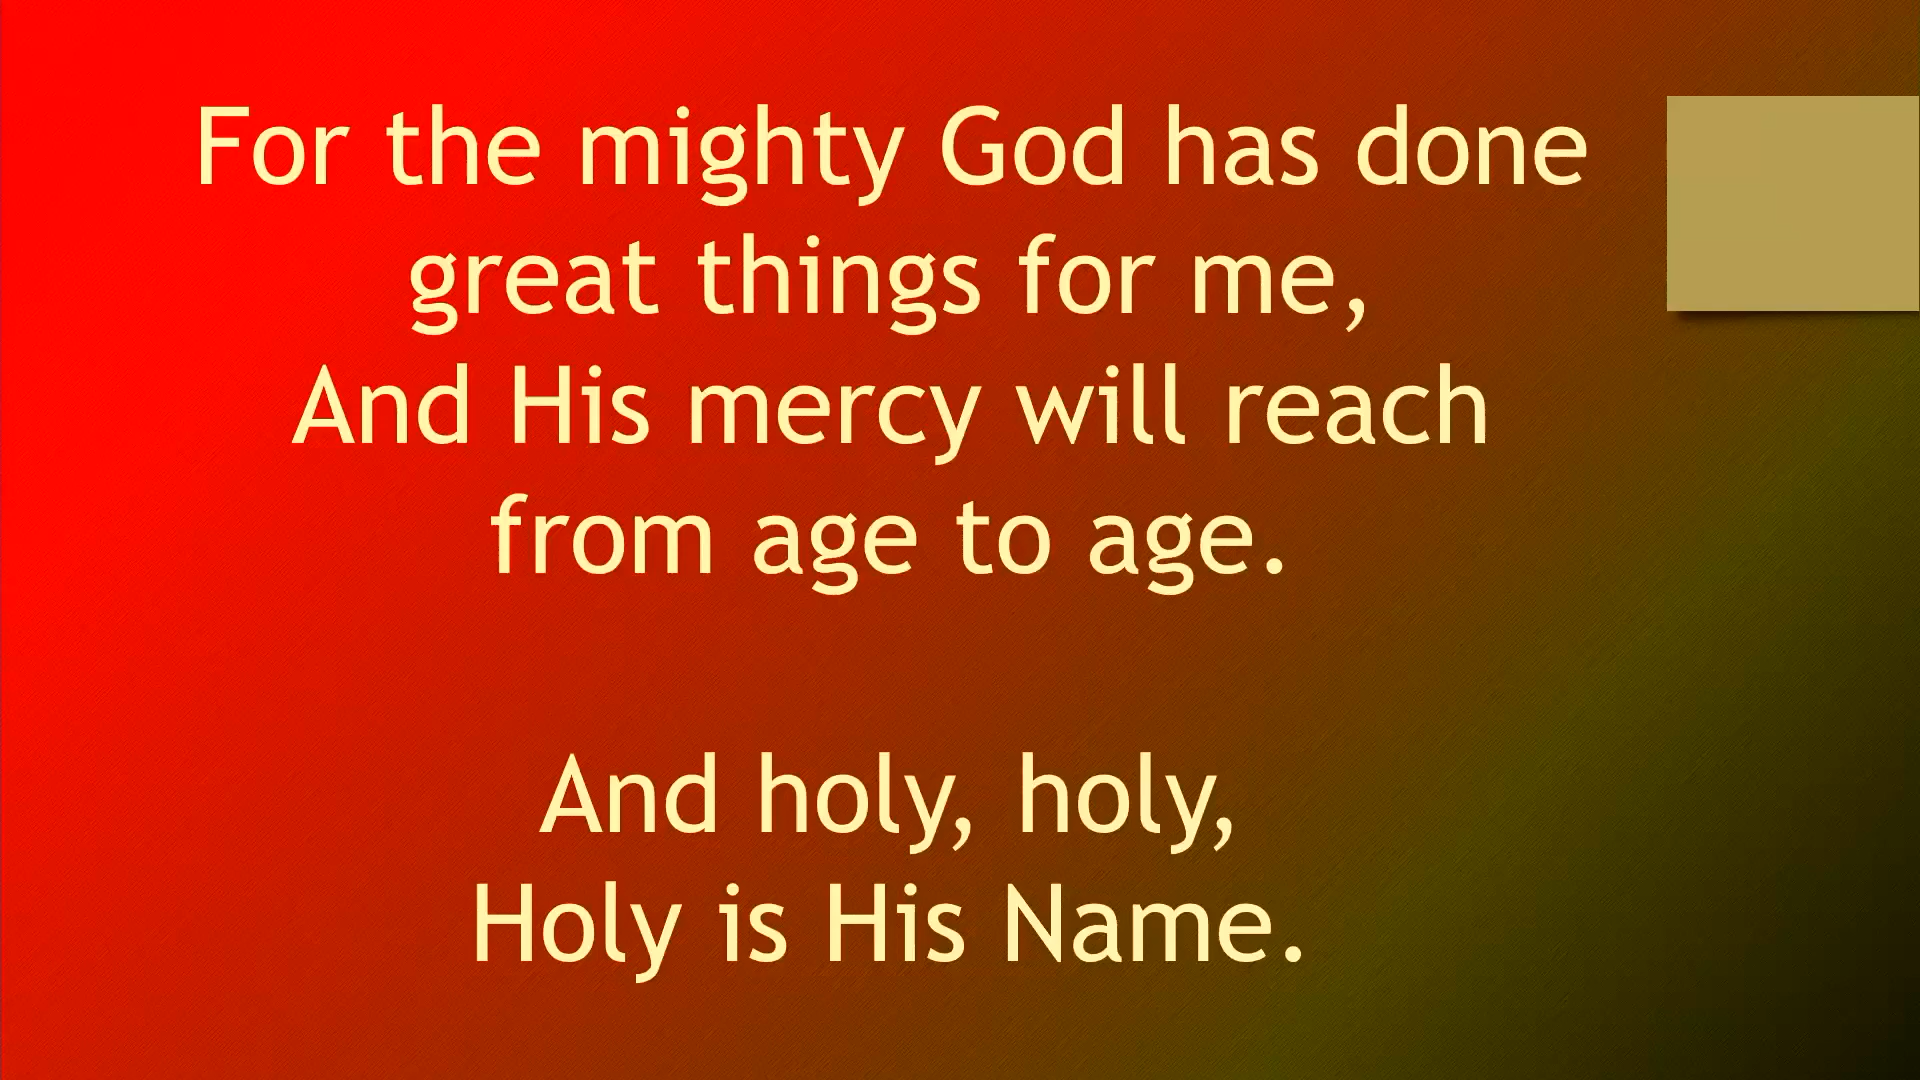 For the mighty God has done
great things for me,
And His mercy will reach
from age to age.
And holy, holy,
Holy is His Name.